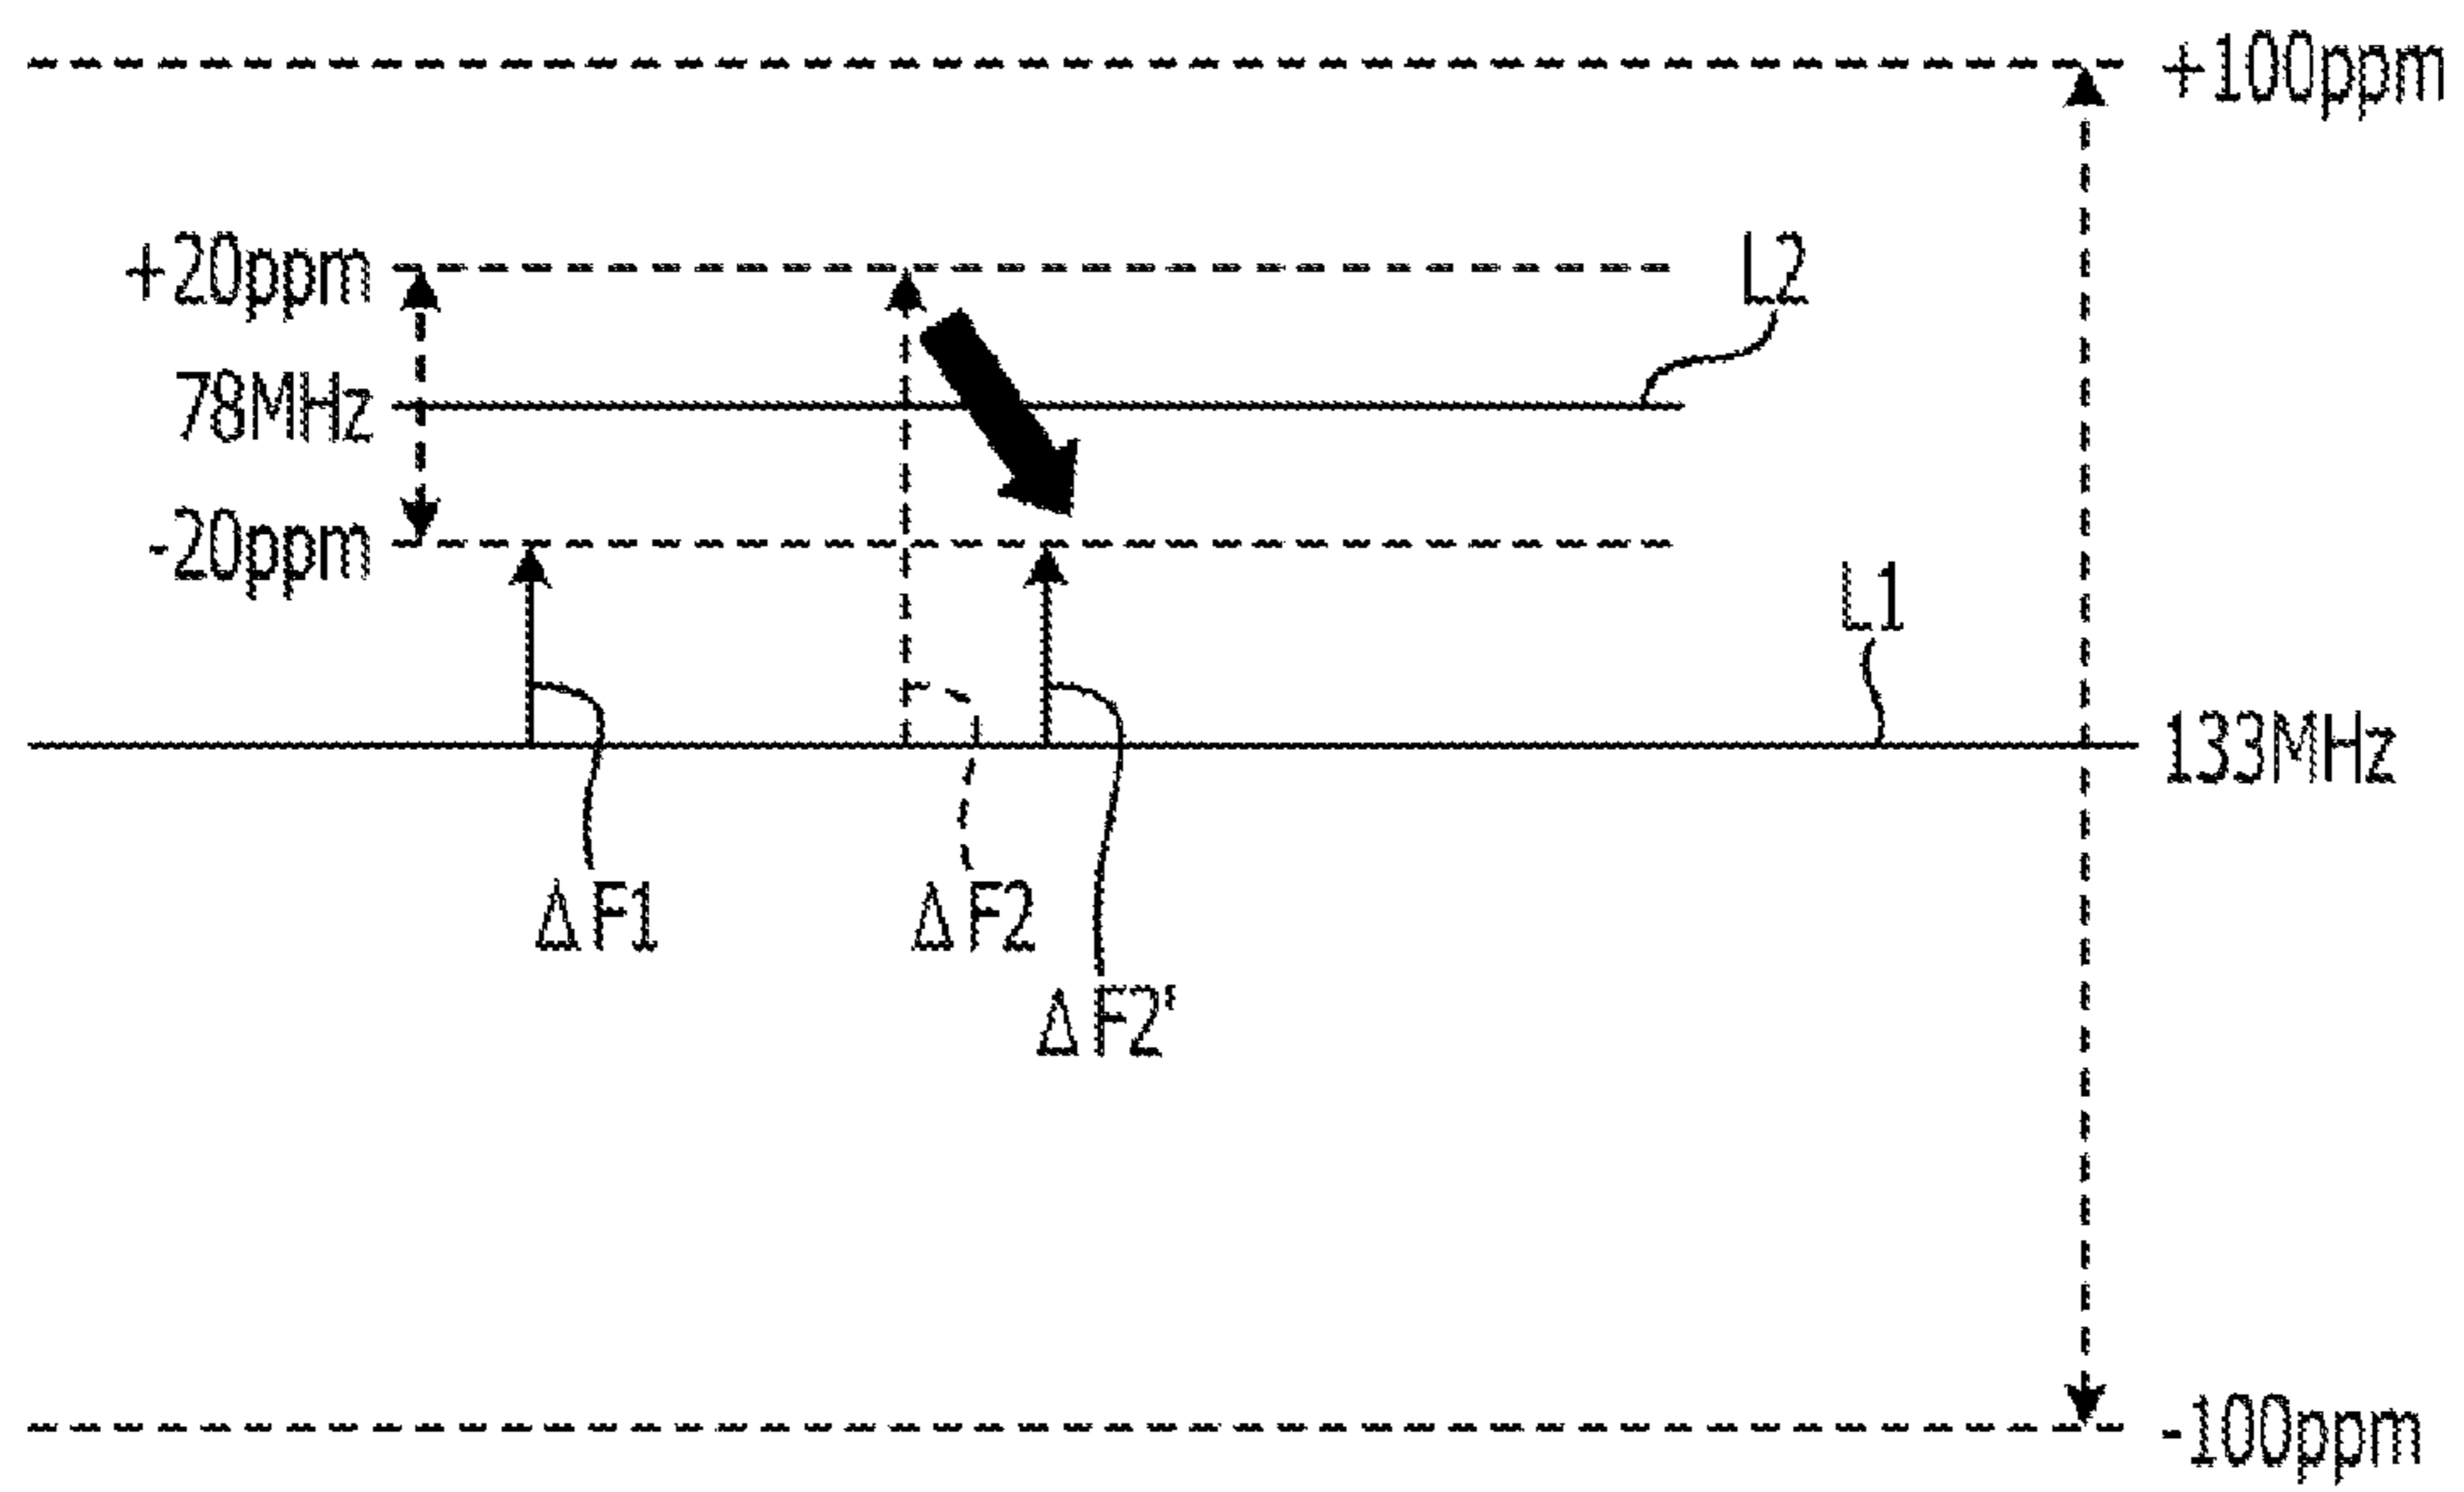 +100ppm
+20ppm
L2
78MHz
-20ppm
L1
133MHz
ΔF1
ΔF2
ΔF2'
-100ppm